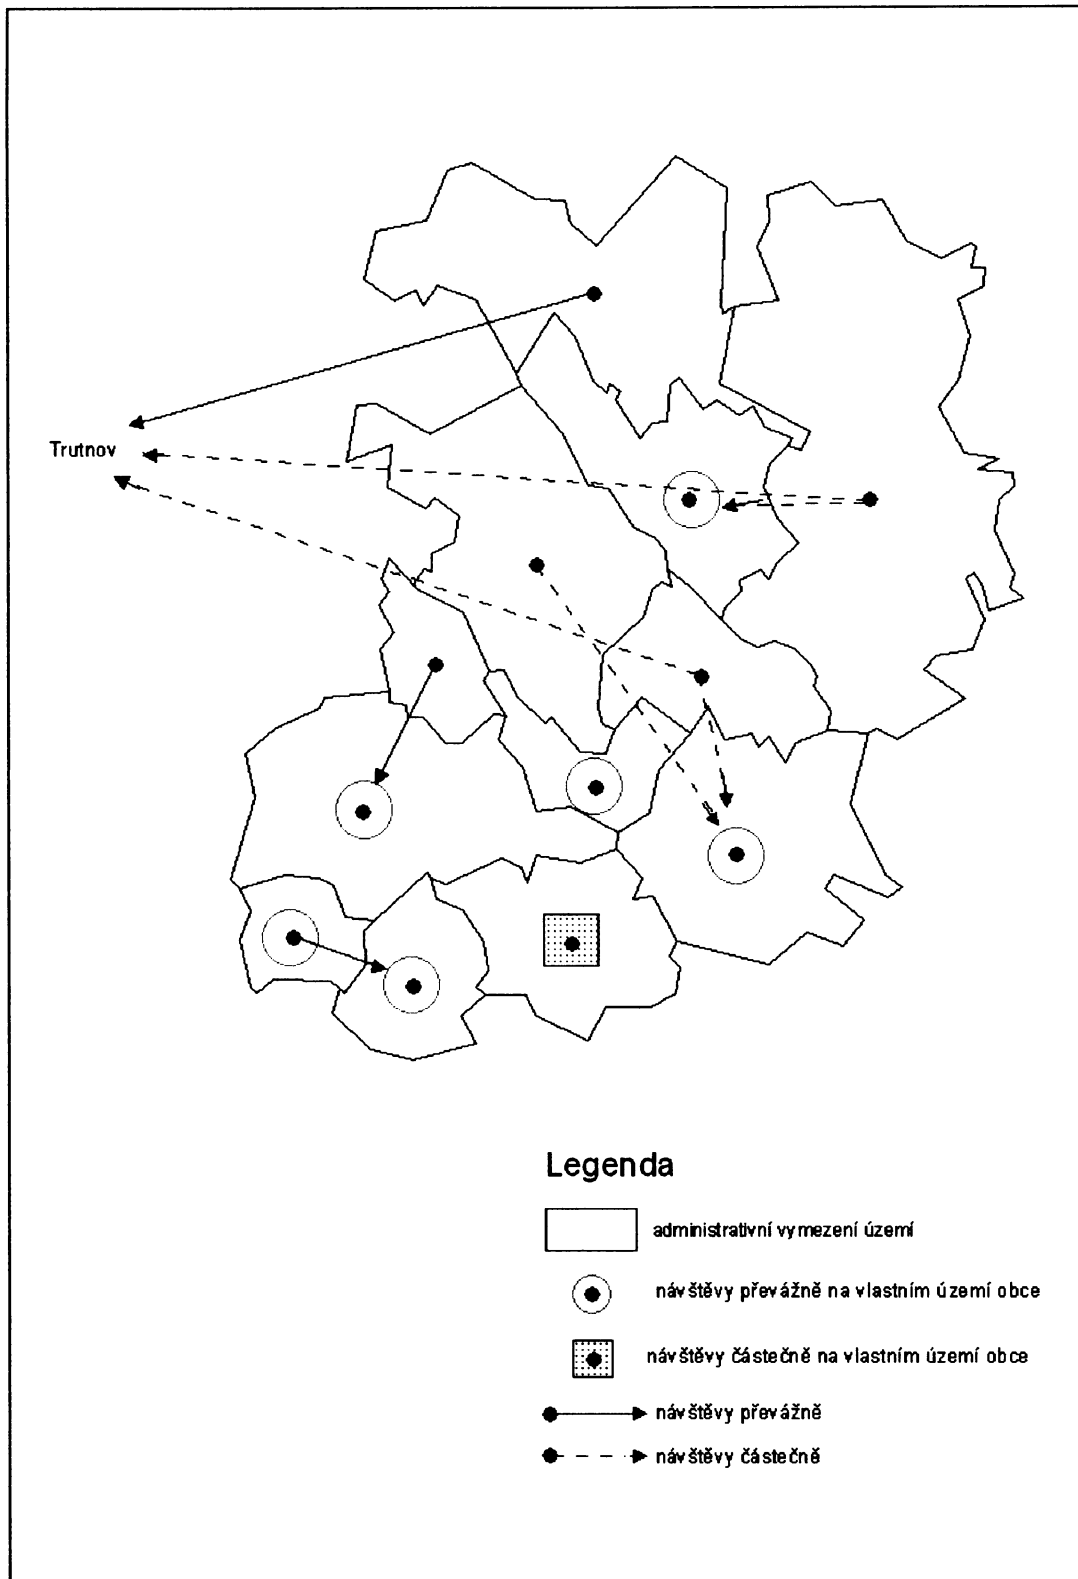 Trutnov
Legenda
administrativní vymezení území
návštěvy převážně na vlastním území obce
návštěvy částečně na vlastním území obce
návštěvy převážně
návštěvy částečně